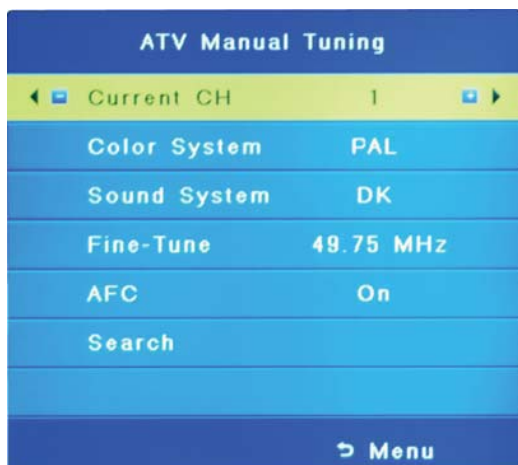 ATV Manual Tuning
Current CH 1
Color System PAL
Sound System DK
Fine-Tune 49.75 MHz
AFC On
Search
Menu